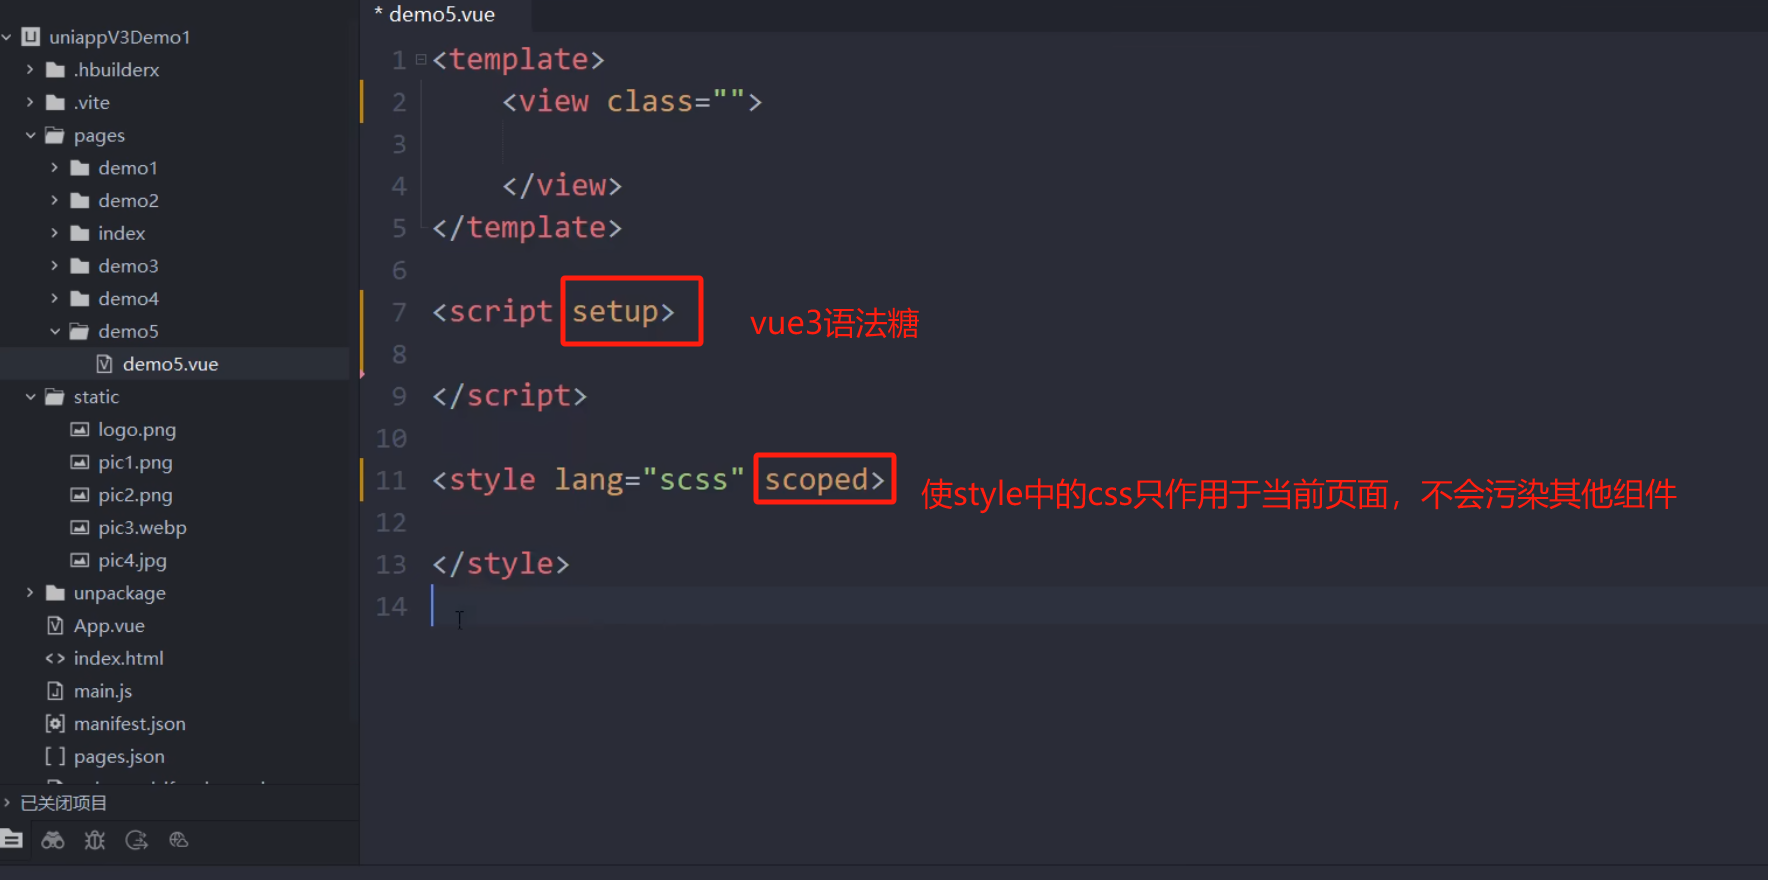 uniappV3Demo1
.hbuilderx
.vite
pages
demo1
demo2
index
demo3
demo4
demo5
demo5.vue
static
logo.png
pic1.png
pic2.png
pic3.webp
pic4.jpg
unpackage
App.vue
index.html
main.js
manifest.json
pages.json
已关闭项目
* demo5.vue
1 <template>
2 <view class="">
3
4 </view>
5 </template>
6
7 <script setup>
vue3语法糖
8
9 </script>
10
11 <style lang="scss" scoped>
使style中的css只作用于当前页面，不会污染其他组件
12
13 </style>
14